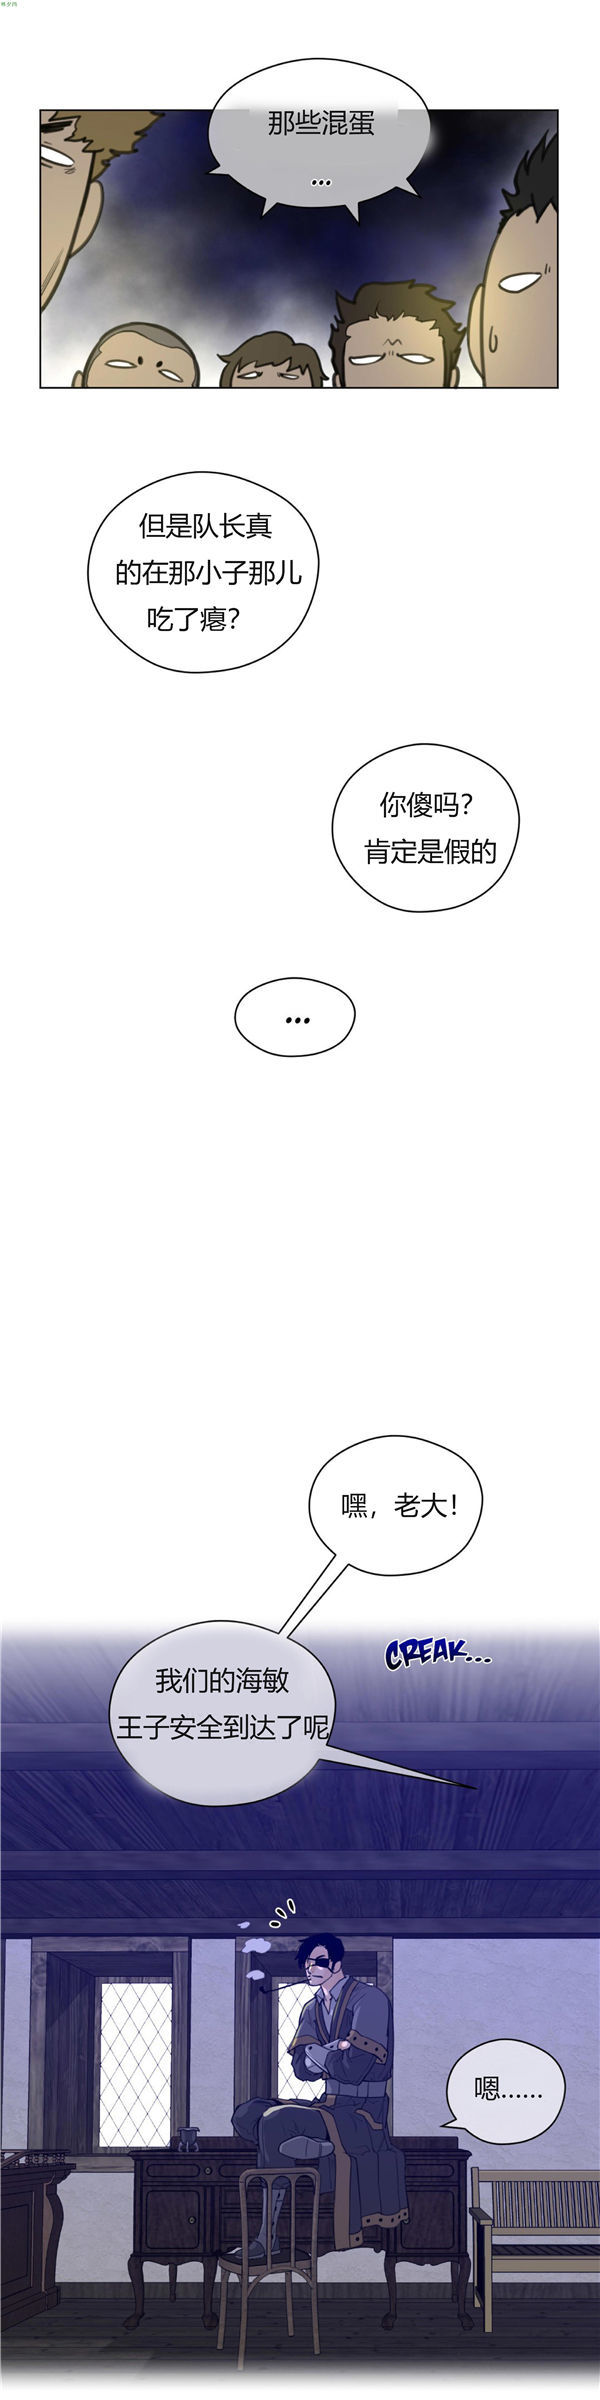 那些混蛋
...
但是队长真
的在那小子那儿
吃了瘪？
你傻吗？
肯定是假的
...
嘿，老大！
CREAK...
我们的海敏
王子安全到达了呢
嗯……